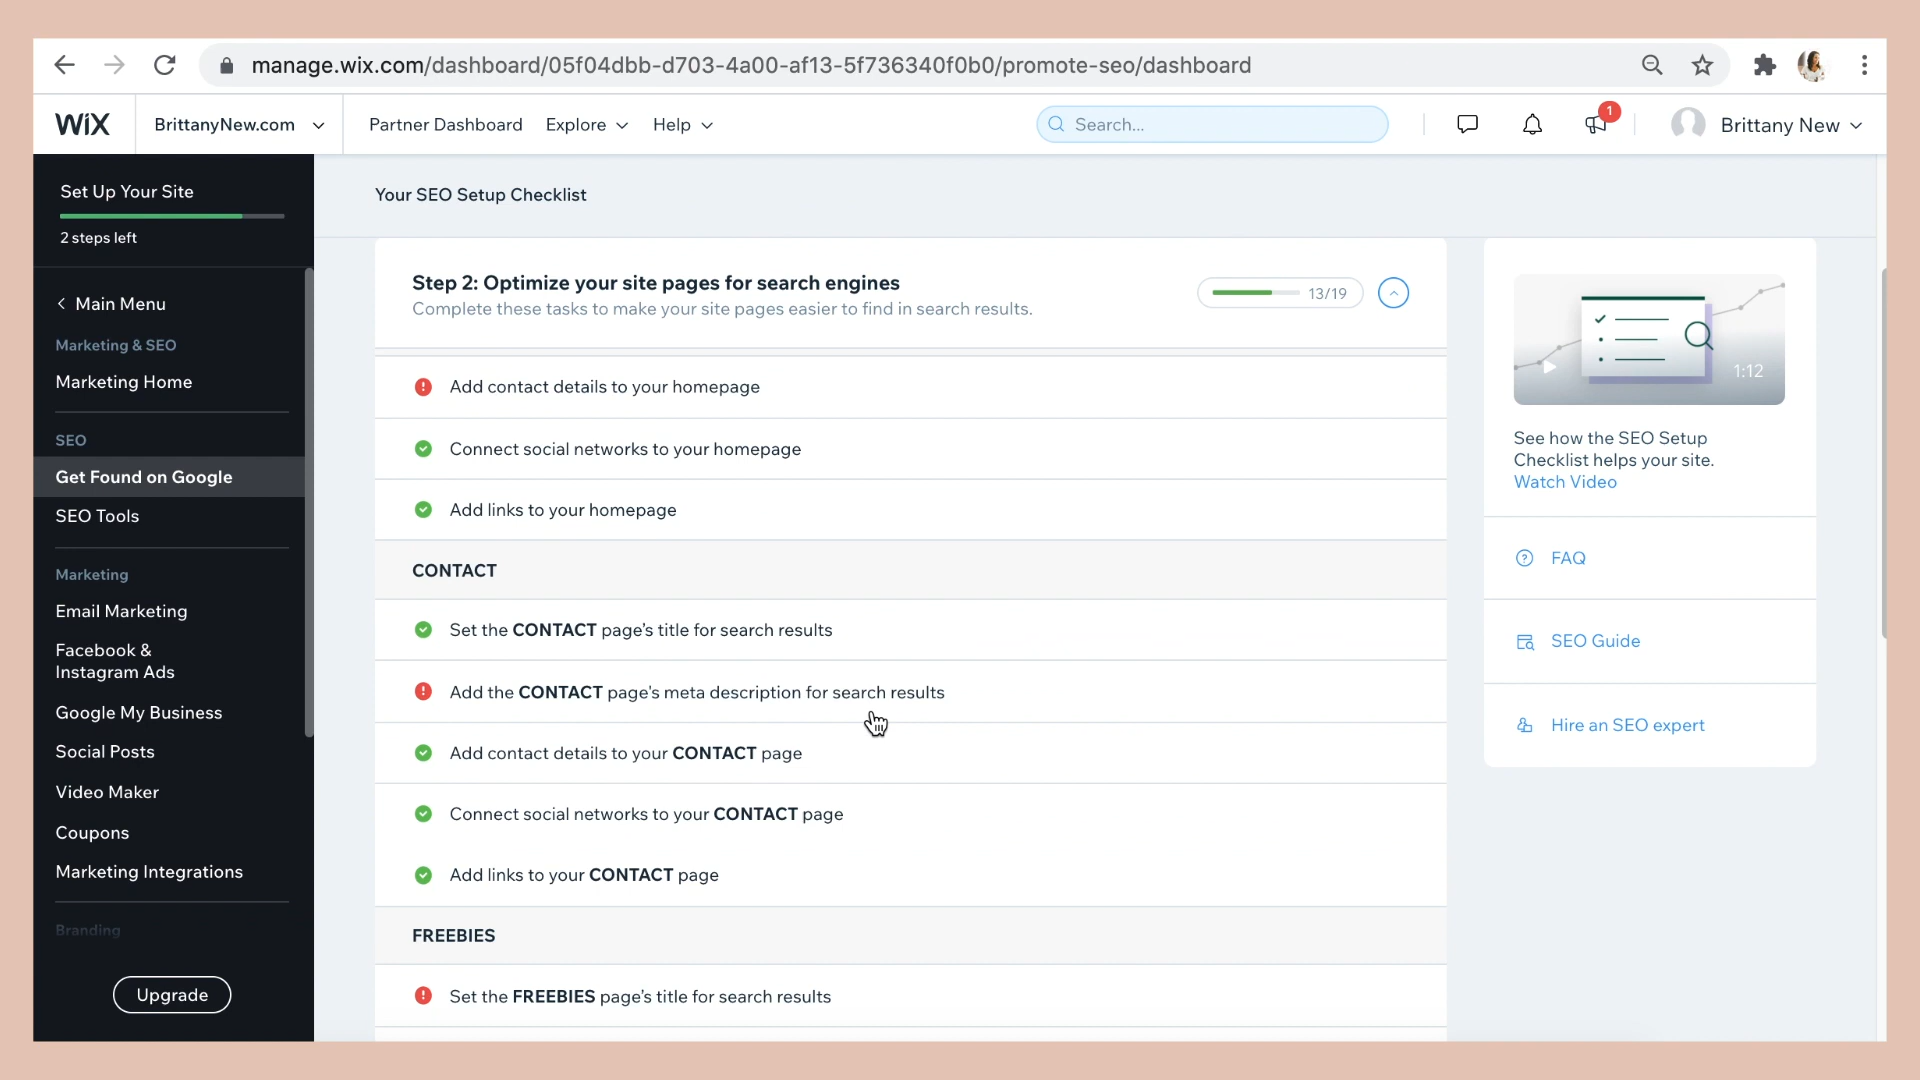 manage.wix.com/dashboard/05f04dbb-d703-4a00-af13-5f736340f0b0/promote-seo/dashboard
WiX
BrittanyNew.com
Partner Dashboard
Explore
Help
Search...
1
Brittany New
Set Up Your Site
2 steps left
Main Menu
Marketing & SEO
Marketing Home
SEO
Get Found on Google
SEO Tools
Marketing
Email Marketing
Facebook &
Instagram Ads
Google My Business
Social Posts
Video Maker
Coupons
Marketing Integrations
Branding
Upgrade
Your SEO Setup Checklist
Step 2: Optimize your site pages for search engines
Complete these tasks to make your site pages easier to find in search results.
13/19
Add contact details to your homepage
Connect social networks to your homepage
Add links to your homepage
CONTACT
Set the CONTACT page’s title for search results
Add the CONTACT page's meta description for search results
Add contact details to your CONTACT page
Connect social networks to your CONTACT page
Add links to your CONTACT page
FREEBIES
Set the FREEBIES page’s title for search results
1:12
See how the SEO Setup
Checklist helps your site.
Watch Video
FAQ
SEO Guide
Hire an SEO expert